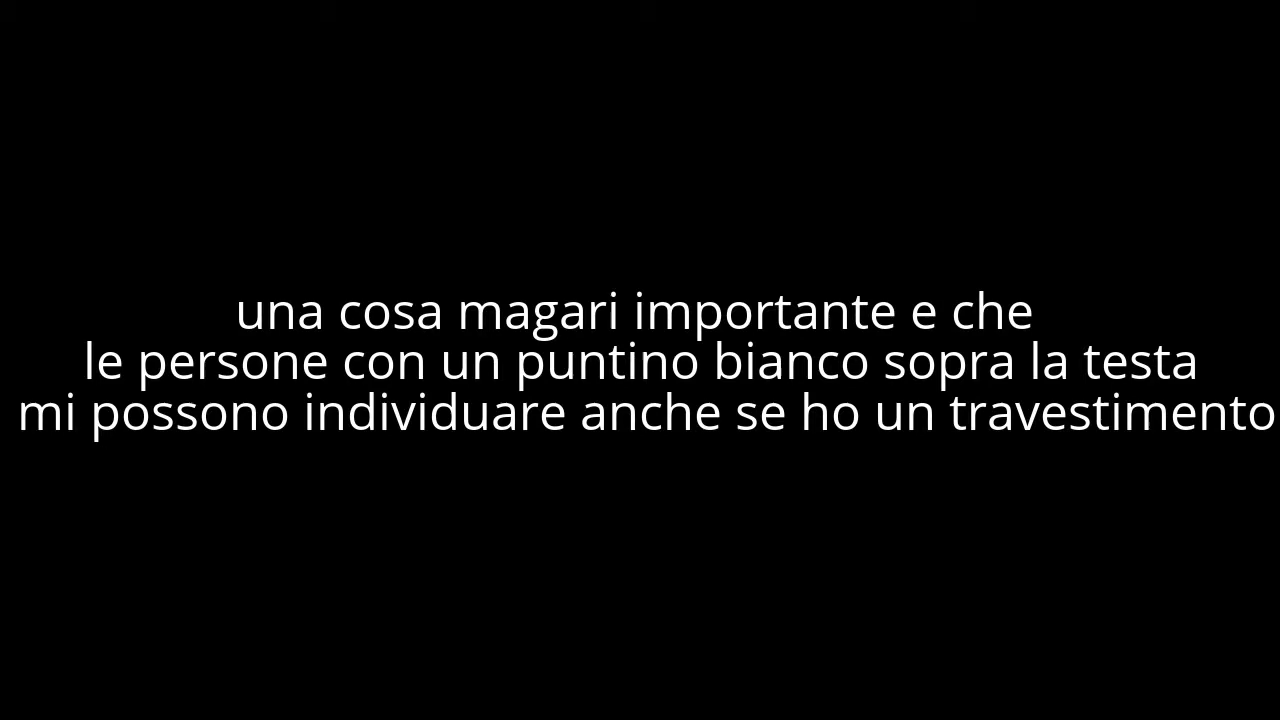 una cosa magari importante e che
le persone con un puntino bianco sopra la testa
mi possono individuare anche se ho un travestimento